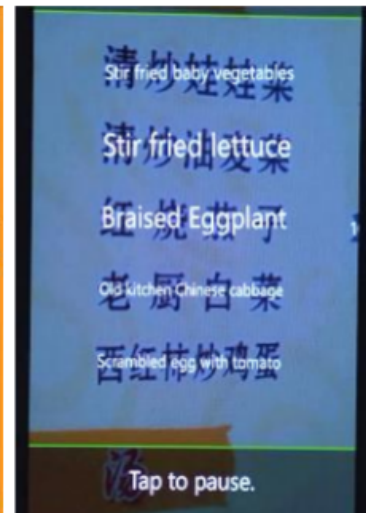 清炒娃娃菜
Stir fried baby vegetables
清炒油麦菜
Stir fried lettuce
红烧茄子
Braised Eggplant
老厨白菜
Old kitchen Chinese cabbage
西红柿炒鸡蛋
Scrambled egg with tomato
汤
Tap to pause.